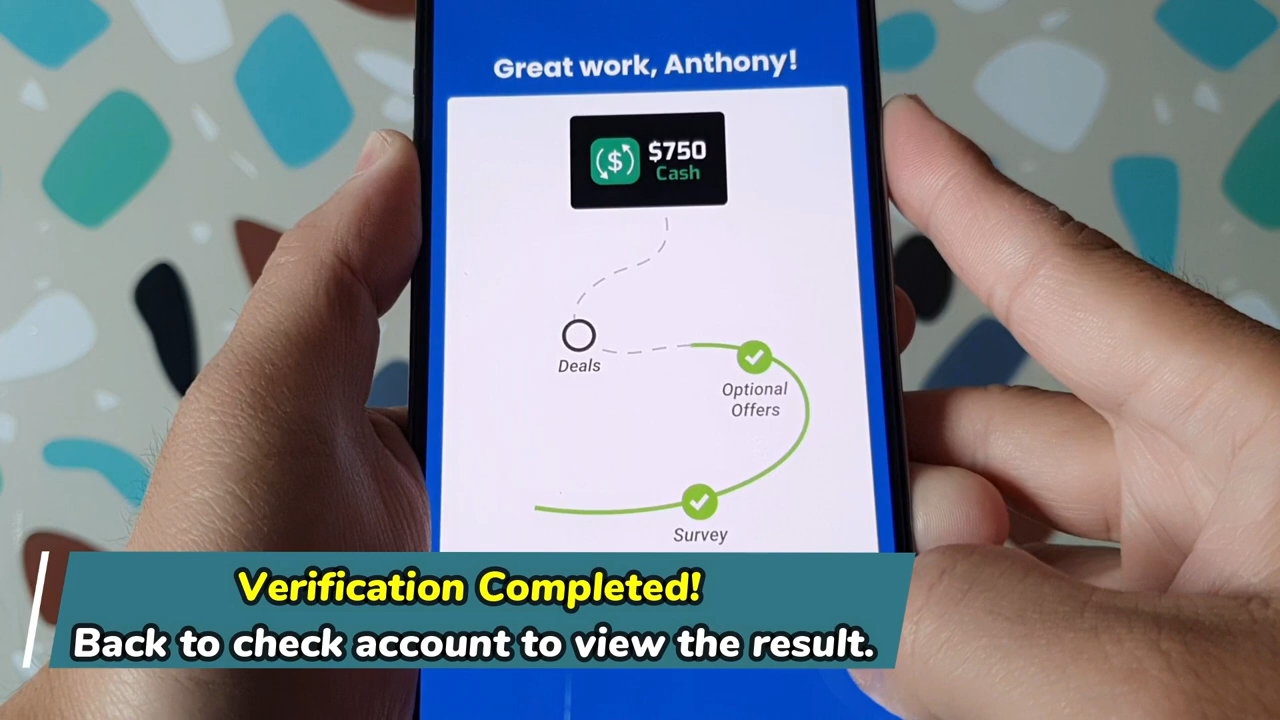 Great work, Anthony!
$750
Cash
Deals
Optional
Offers
Survey
Verification Completed!
Back to check account to view the result.